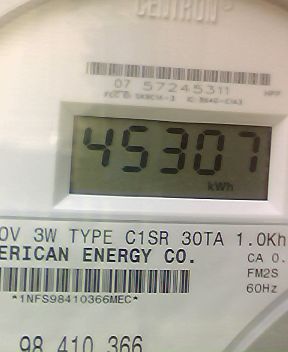 CENTRON
07 57245311
45307
kWh
0V 3W TYPE C1SR 30TA 1.0Kh
ERICAN ENERGY CO.
CA 0.
FM2S
*1NFS98410366MEC*
60Hz
98 410 366